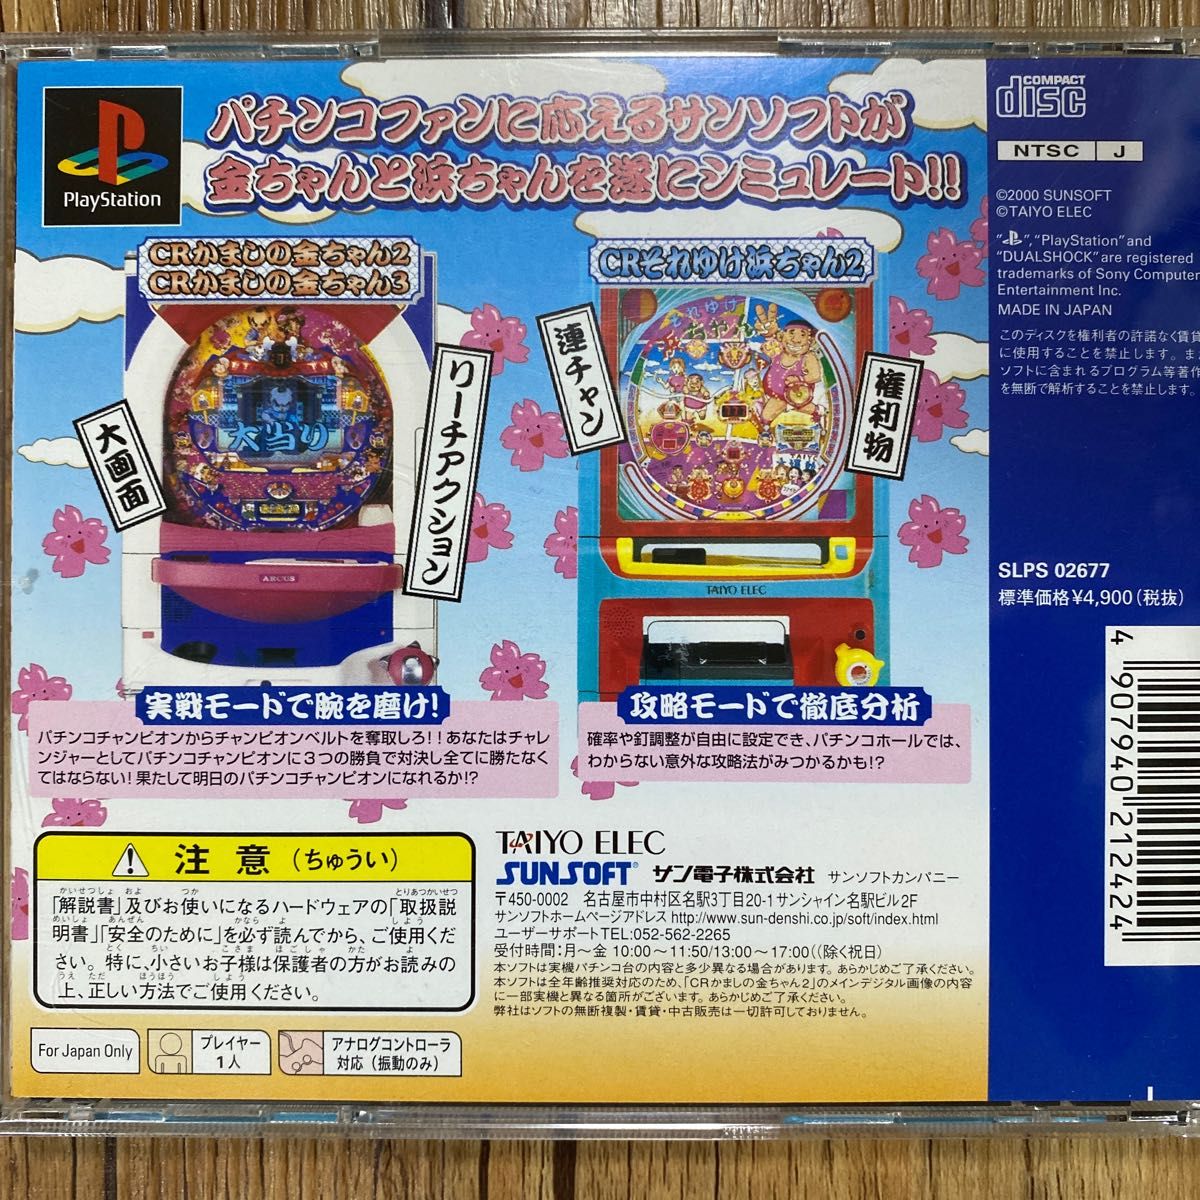 PlayStation
パチンコファンに応えるサンソフトが
金ちゃんと浜ちゃんを遂にシミュレート!!
CRかましの金ちゃん2
CRかましの金ちゃん3
大画面
リーチアクション
大当り
ARCUS
CRそれゆけ浜ちゃん2
連チャン
権利物
それゆけ
浜ちゃん
TAIYO ELEC
実戦モードで腕を磨け!
パチンコチャンピオンからチャンピオンベルトを奪取しろ!!あなたはチャレ
ンジャーとしてパチンコチャンピオンに3つの勝負で対決し全てに勝たなく
てはならない!果たして明日のパチンコチャンピオンになれるか!?
攻略モードで徹底分析
確率や釘調整が自由に設定でき、パチンコホールでは、
わからない意外な攻略法がみつかるかも!?
注意(ちゅうい)
「解説書」及びお使いになるハードウェアの「取扱説
明書」「安全のために」を必ず読んでから、ご使用くだ
さい。特に、小さいお子様は保護者の方がお読みの
上、正しい方法でご使用ください。
For Japan Only
プレイヤー
1人
アナログコントローラ
対応(振動のみ)
TAIYO ELEC
SUNSOFT® サン電子株式会社 サンソフトカンパニー
〒450-0002 名古屋市中村区名駅3丁目20-1サンシャイン名駅ビル2F
サンソフトホームページアドレス http://www.sun-denshi.co.jp/soft/index.html
ユーザーサポートTEL:052-562-2265
受付時間:月〜金 10:00〜11:50/13:00〜17:00((除く祝日)
本ソフトは実機パチンコ台の内容と多少異なる場合があります。あらかじめご了承ください。
本ソフトは全年齢推奨対応のため、「CRかましの金ちゃん2」のメインデジタル画像の内容
に一部実機と異なる箇所がございます。あらかじめご了承ください。
弊社はソフトの無断複製・賃貸・中古販売は一切許可しておりません。
COMPACT
disc
NTSC J
©2000 SUNSOFT
©TAIYO ELEC
"", "PlayStation" and
"DUALSHOCK" are registered
trademarks of Sony Computer
Entertainment Inc.
MADE IN JAPAN
このディスクを権利者の許諾なく賃貸
に使用することを禁止します。ま
ソフトに含まれるプログラム等著作
を無断で解析することを禁止します。
SLPS 02677
標準価格¥4,900(税抜)
4 907940 212424